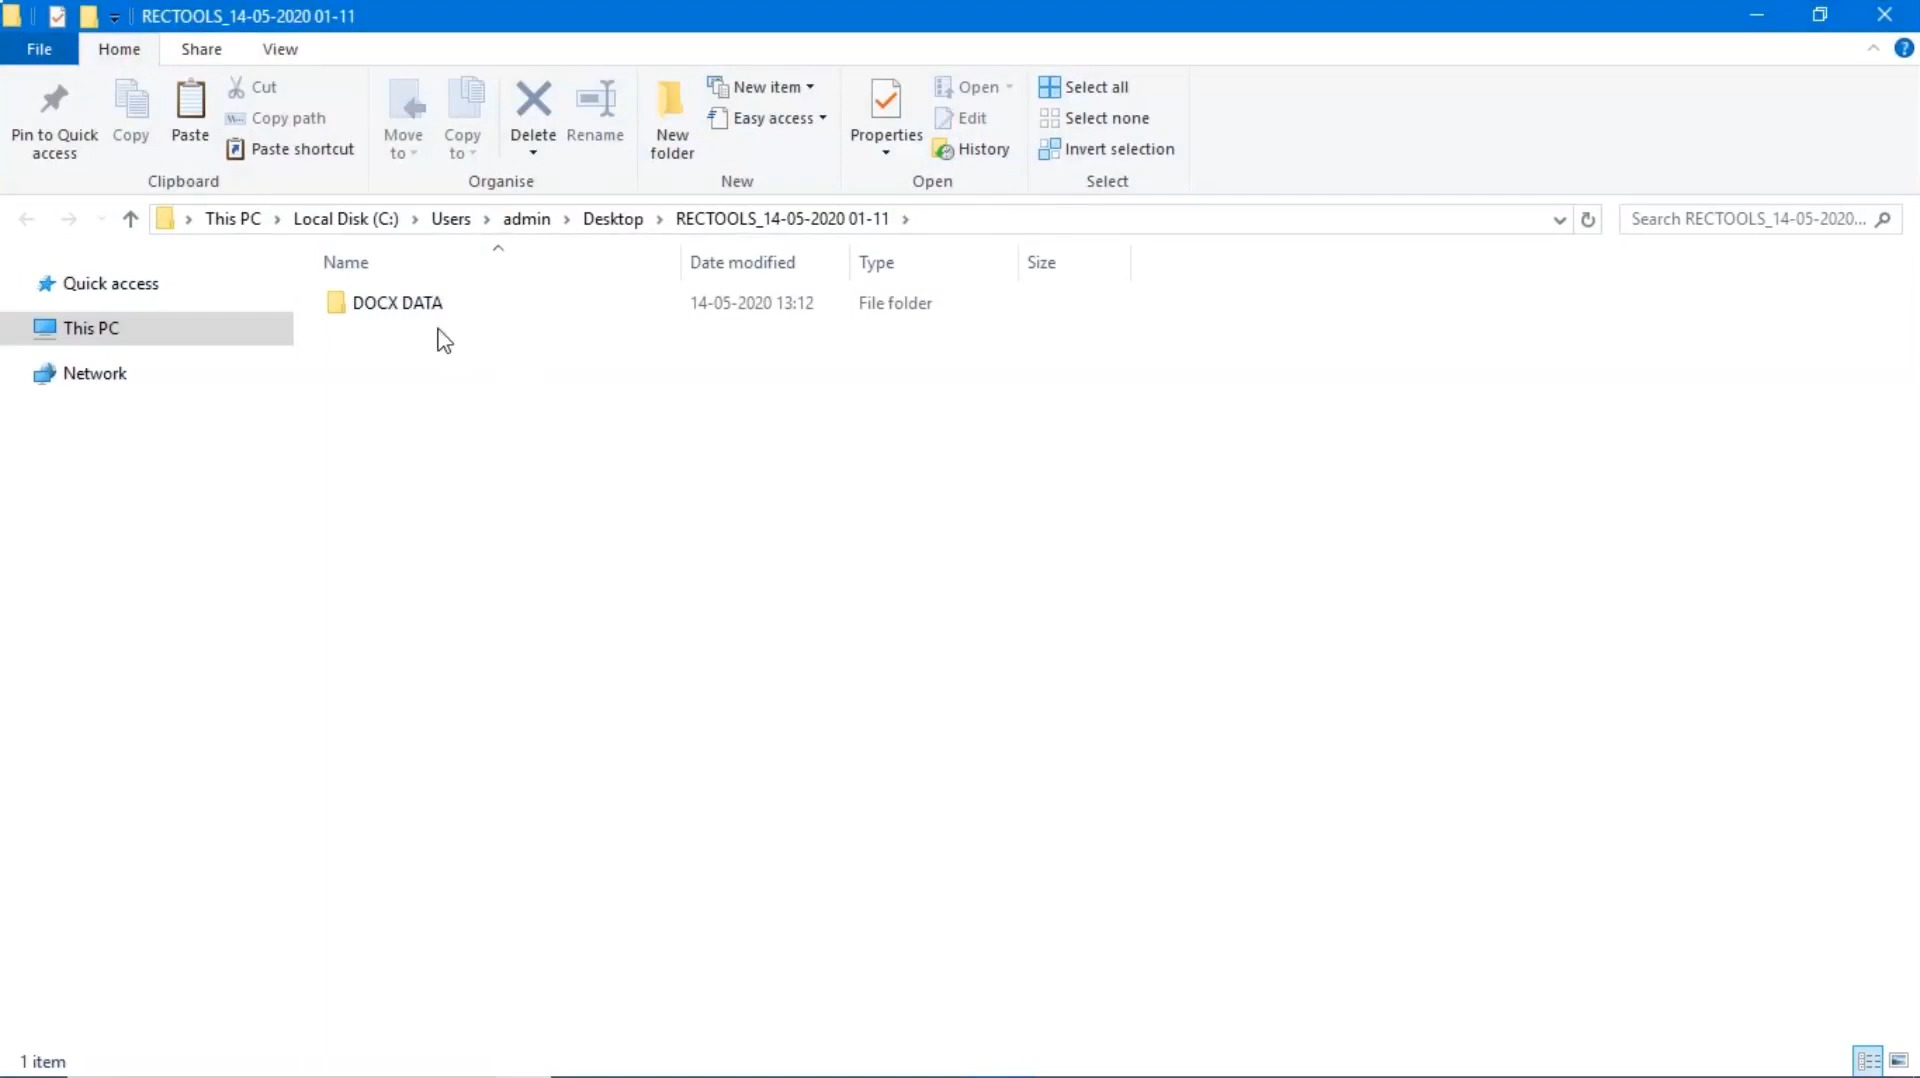 RECTOOLS_14-05-2020 01-11
File Home Share View
Pin to Quick access
Copy
Paste
Cut
Copy path
Paste shortcut
Clipboard
Move to
Copy to
Delete
Rename
Organise
New folder
New item
Easy access
New
Properties
Open
Edit
History
Open
Select all
Select none
Invert selection
Select
This PC > Local Disk (C:) > Users > admin > Desktop > RECTOOLS_14-05-2020 01-11 >
Search RECTOOLS_14-05-2020...
Name Date modified Type Size
Quick access
This PC
Network
DOCX DATA 14-05-2020 13:12 File folder
1 item